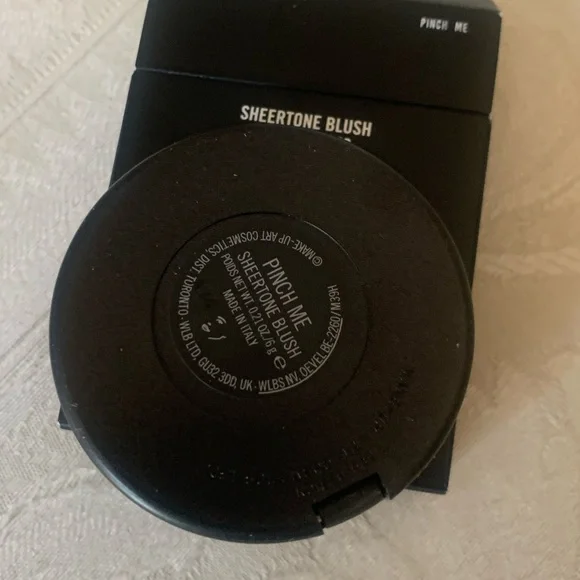 PINCH ME
SHEERTONE BLUSH
©MAKE-UP ART COSMETICS, DIST. TORONTO · WLB LTD, GU32 3DD, UK · WLBS NV, OEVEL BE-2260/M39H
PINCH ME
SHEERTONE BLUSH
POIDS NET WT. 0.21 OZ/6 g ℮
MADE IN ITALY